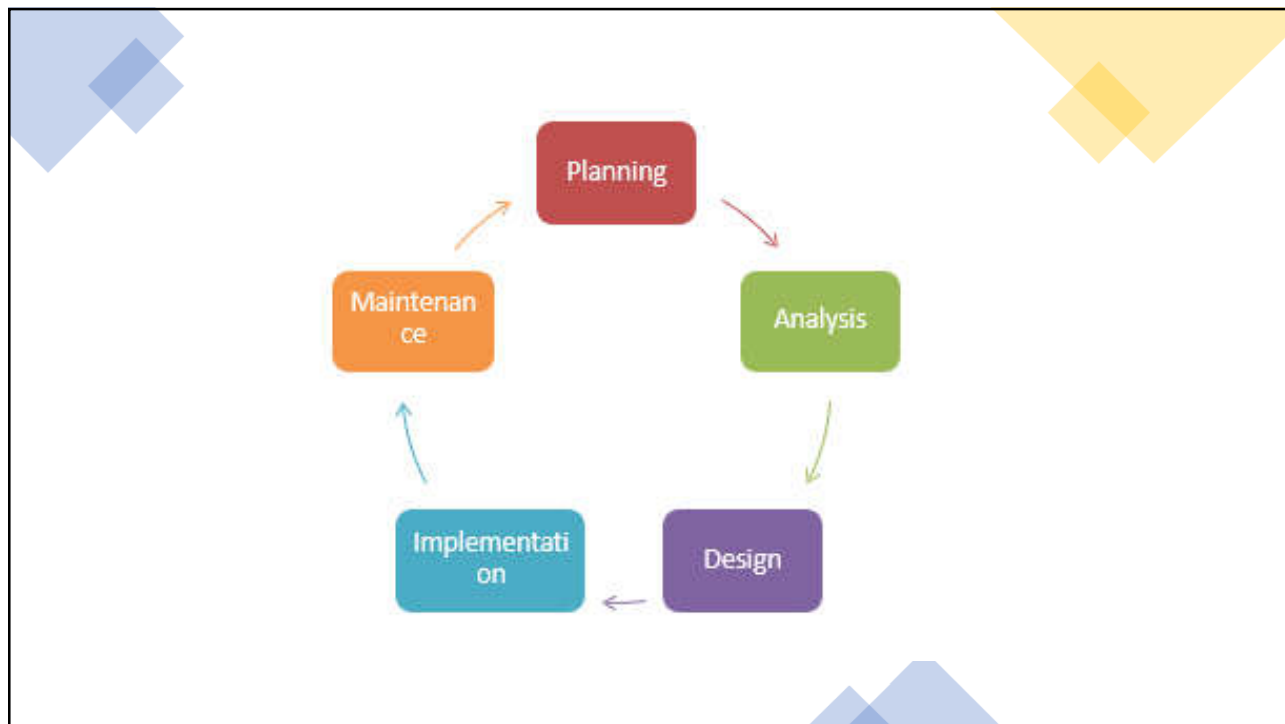 Planning
Analysis
Design
Implementati
on
Maintenan
ce